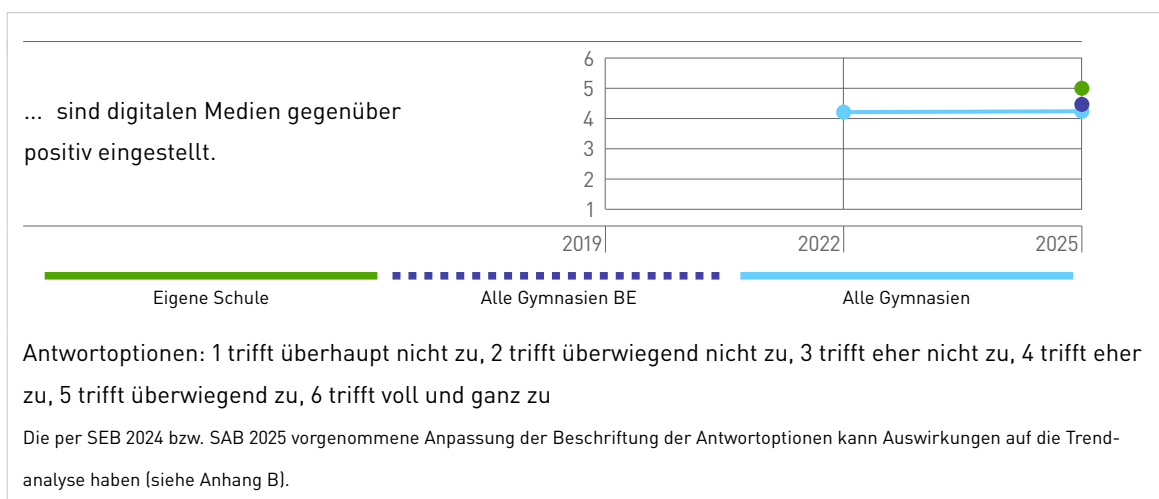 ... sind digitalen Medien gegenüber
positiv eingestellt.
6
5
4
3
2
1
2019
2022
2025
Eigene Schule
Alle Gymnasien BE
Alle Gymnasien
Antwortoptionen: 1 trifft überhaupt nicht zu, 2 trifft überwiegend nicht zu, 3 trifft eher nicht zu, 4 trifft eher
zu, 5 trifft überwiegend zu, 6 trifft voll und ganz zu
Die per SEB 2024 bzw. SAB 2025 vorgenommene Anpassung der Beschriftung der Antwortoptionen kann Auswirkungen auf die Trend-
analyse haben (siehe Anhang B).